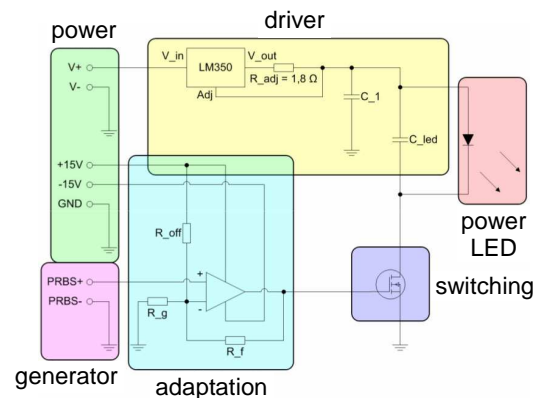 power
driver
V+
V_in
LM350
V_out
R_adj = 1,8 Ω
Adj
V-
C_1
C_led
+15V
-15V
GND
R_off
power
LED
PRBS+
PRBS-
+
-
R_g
R_f
switching
generator
adaptation